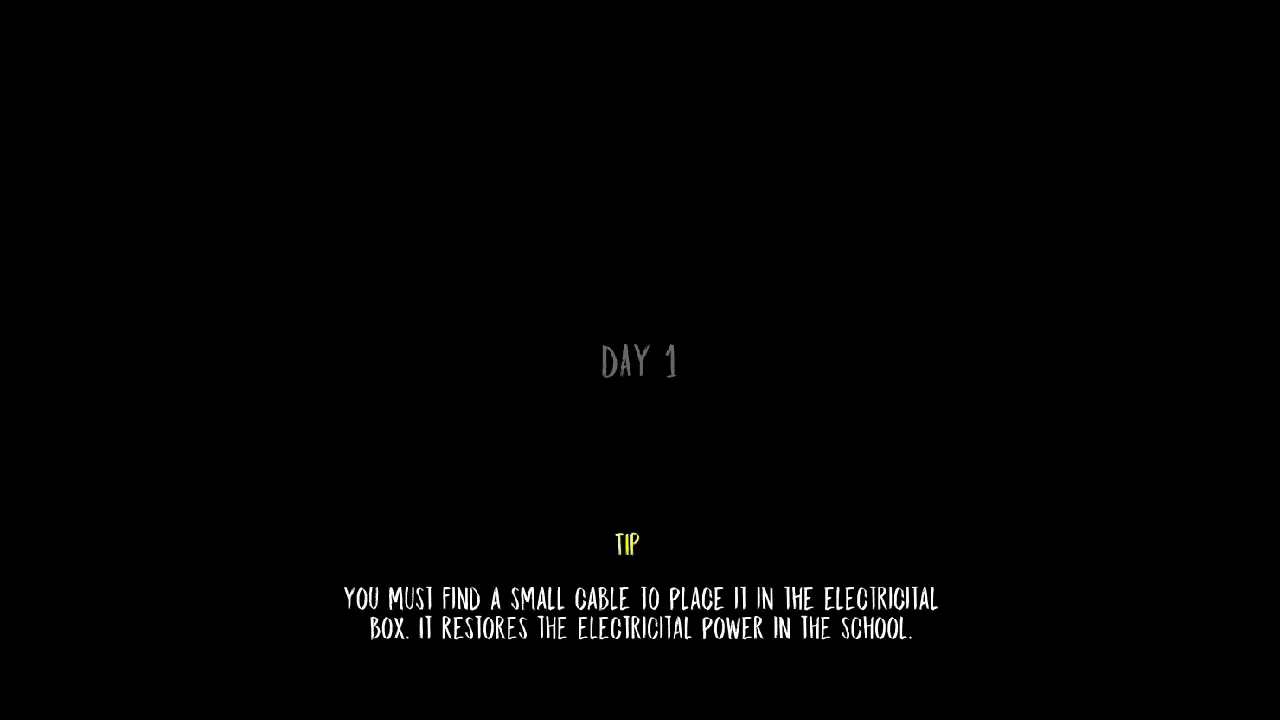 DAY 1
TIP
YOU MUST FIND A SMALL CABLE TO PLACE IT IN THE ELECTRICITAL
BOX. IT RESTORES THE ELECTRICITAL POWER IN THE SCHOOL.